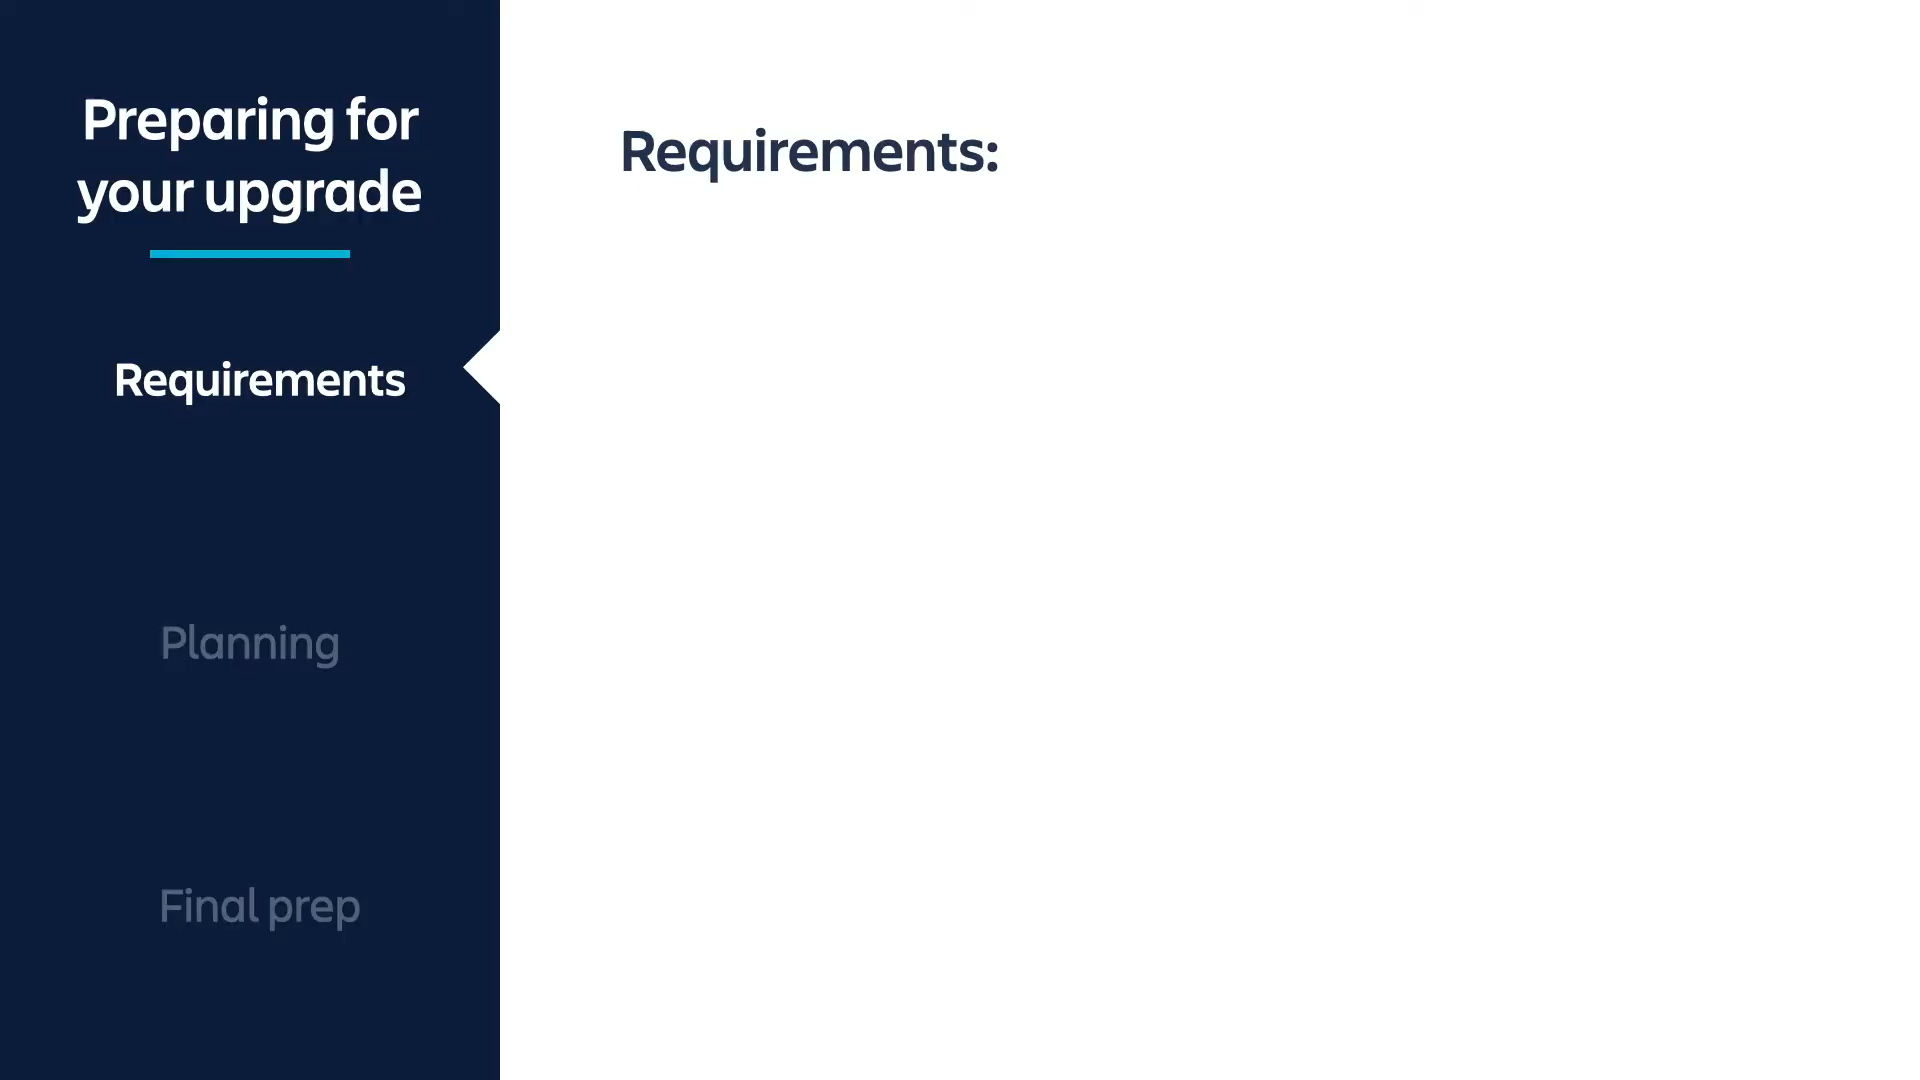 Preparing for
your upgrade
Requirements
Planning
Final prep
Requirements: